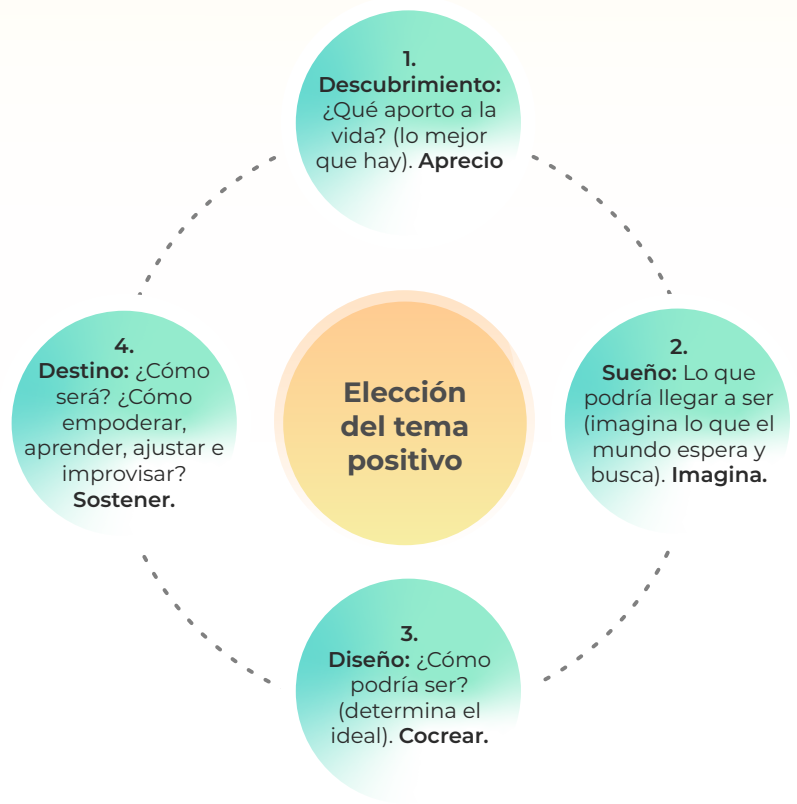 1.
Descubrimiento:
¿Qué aporto a la
vida? (lo mejor
que hay). Aprecio
2.
Sueño: Lo que
podría llegar a ser
(imagina lo que el
mundo espera y
busca). Imagina.
3.
Diseño: ¿Cómo
podría ser?
(determina el
ideal). Cocrear.
4.
Destino: ¿Cómo
será? ¿Cómo
empoderar,
aprender, ajustar e
improvisar?
Sostener.
Elección
del tema
positivo